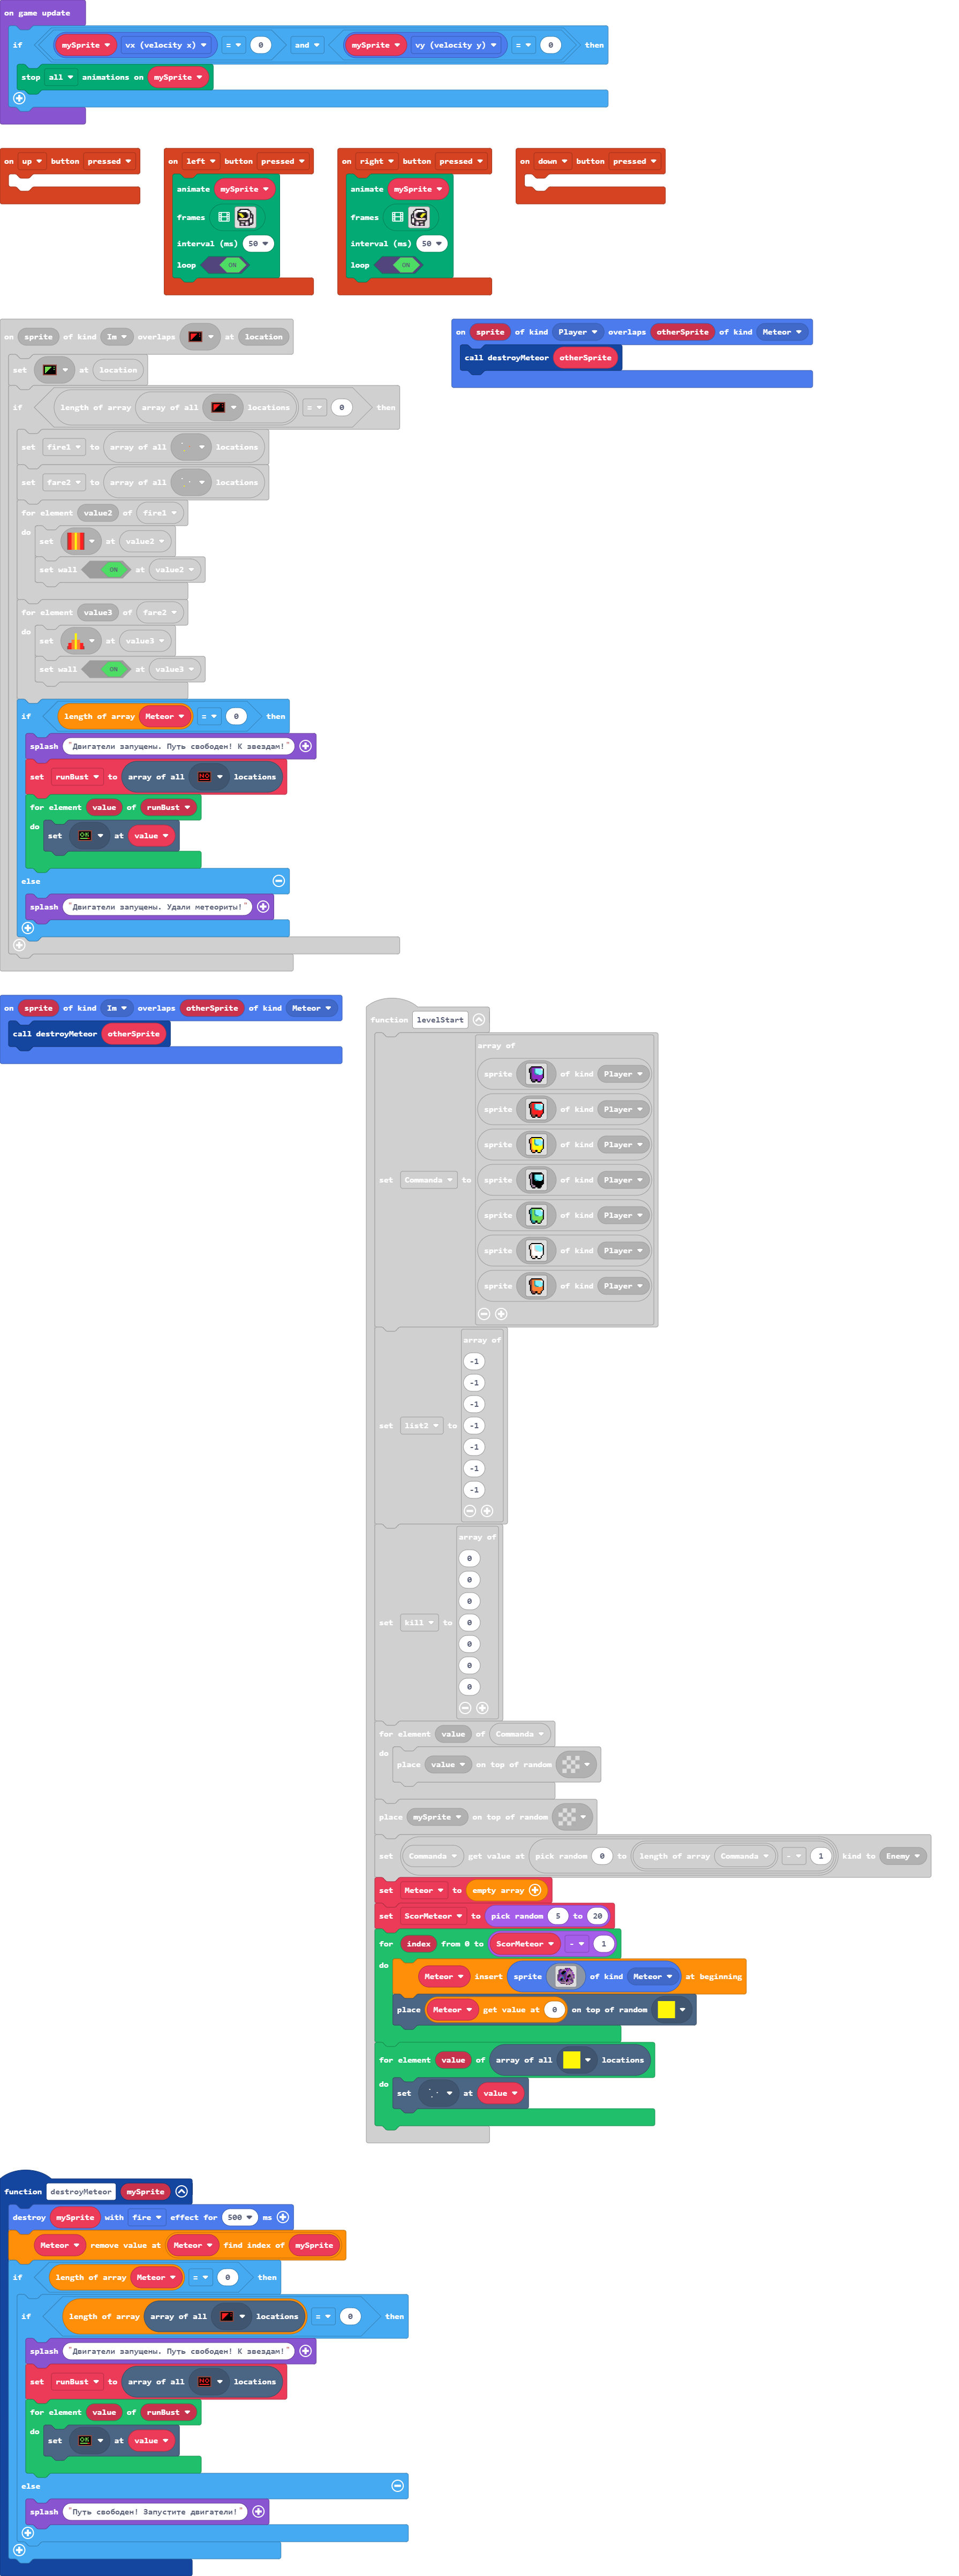 on game update
if mySprite vx (velocity x) = 0 and mySprite vy (velocity y) = 0 then
stop all animations on mySprite
on up button pressed
on left button pressed
animate mySprite
frames
interval (ms) 50
loop ON
on right button pressed
animate mySprite
frames
interval (ms) 50
loop ON
on down button pressed
on sprite of kind Im overlaps at location
set at location
if length of array array of all locations = 0 then
set fire1 to array of all locations
set fare2 to array of all locations
for element value2 of fire1
do set at value2
set wall ON at value2
for element value3 of fare2
do set at value3
set wall ON at value3
if length of array Meteor = 0 then
splash "Двигатели запущены. Путь свободен! К звездам!"
set runBust to array of all NO locations
for element value of runBust
do set OK at value
else
splash "Двигатели запущены. Удали метеориты!"
on sprite of kind Player overlaps otherSprite of kind Meteor
call destroyMeteor otherSprite
on sprite of kind Im overlaps otherSprite of kind Meteor
call destroyMeteor otherSprite
function levelStart
set Commanda to array of
sprite of kind Player
sprite of kind Player
sprite of kind Player
sprite of kind Player
sprite of kind Player
sprite of kind Player
sprite of kind Player
set list2 to array of
-1
-1
-1
-1
-1
-1
-1
set kill to array of
0
0
0
0
0
0
0
for element value of Commanda
do place value on top of random
place mySprite on top of random
set Commanda get value at pick random 0 to length of array Commanda - 1 kind to Enemy
set Meteor to empty array
set ScorMeteor to pick random 5 to 20
for index from 0 to ScorMeteor - 1
do Meteor insert sprite of kind Meteor at beginning
place Meteor get value at 0 on top of random
for element value of array of all locations
do set at value
function destroyMeteor mySprite
destroy mySprite with fire effect for 500 ms
Meteor remove value at Meteor find index of mySprite
if length of array Meteor = 0 then
if length of array array of all locations = 0 then
splash "Двигатели запущены. Путь свободен! К звездам!"
set runBust to array of all NO locations
for element value of runBust
do set OK at value
else
splash "Путь свободен! Запустите двигатели!"